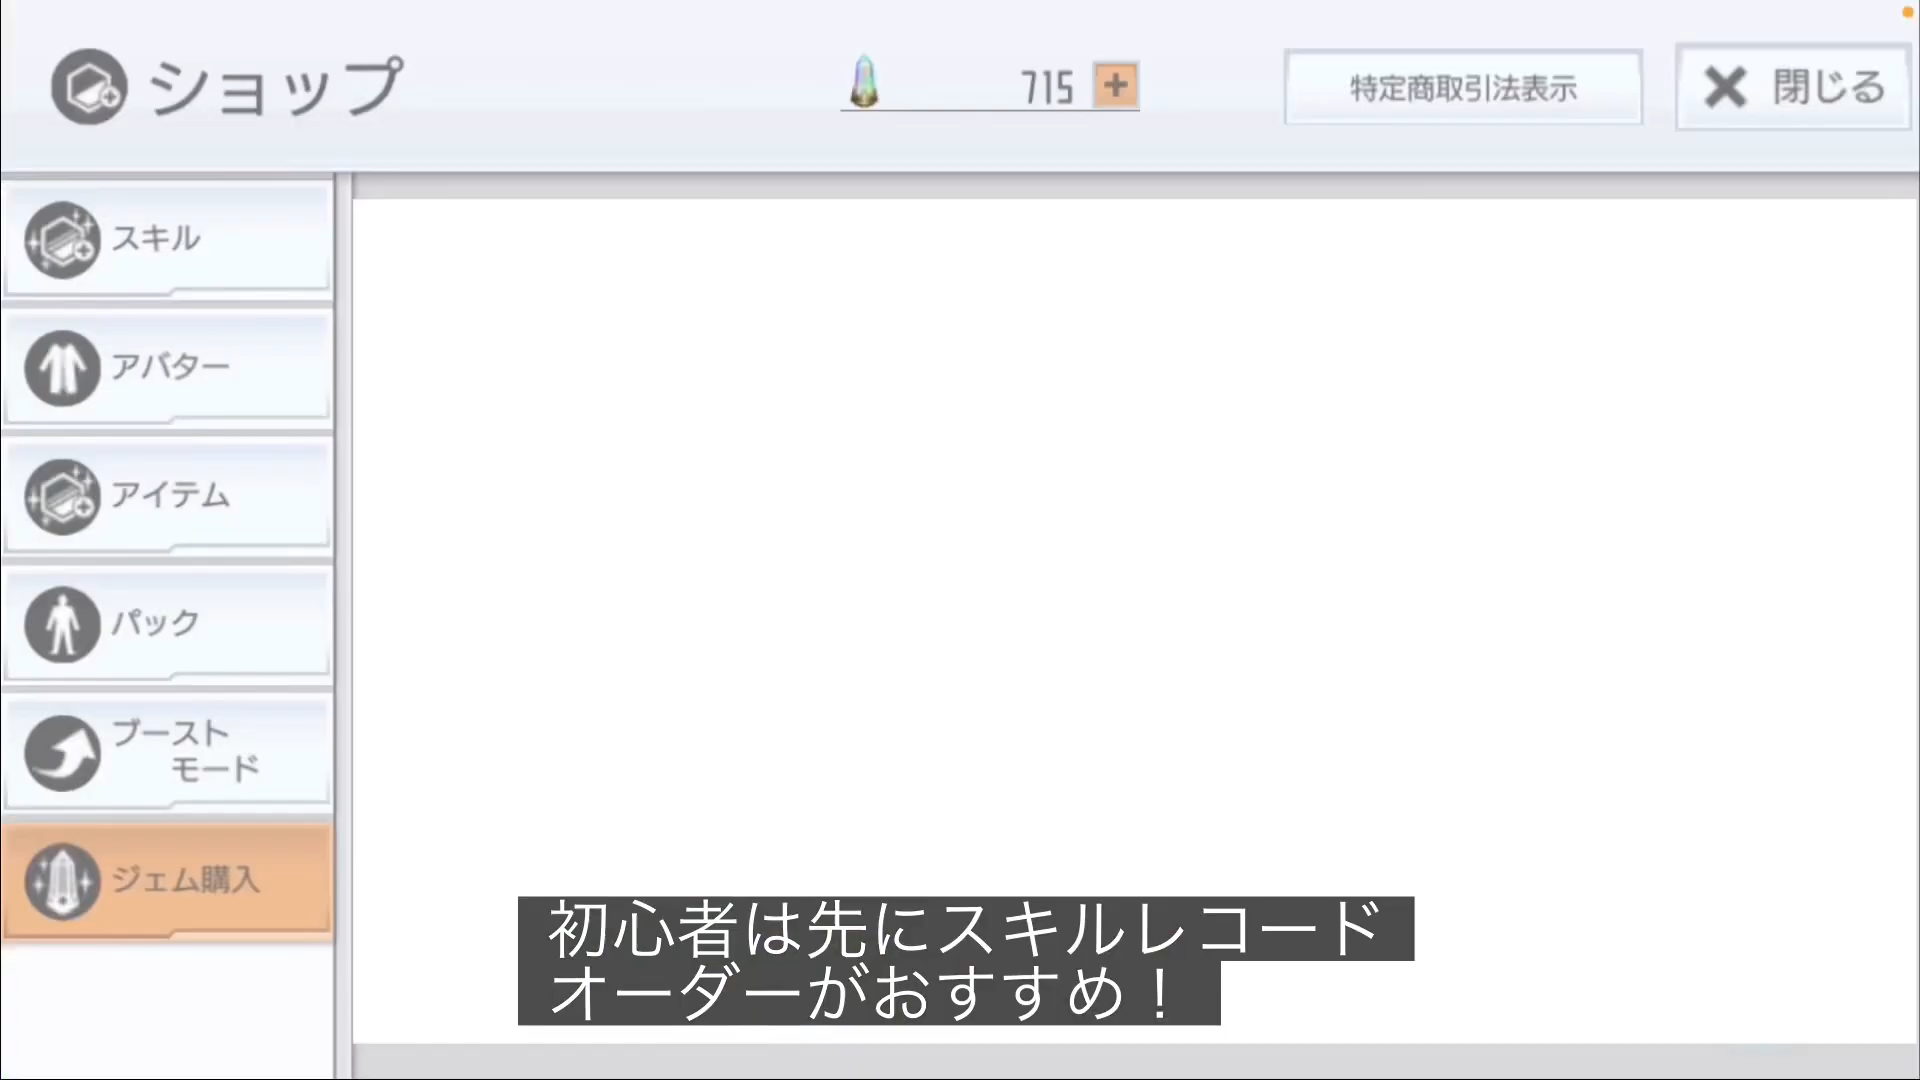 ショップ
715
特定商取引法表示
閉じる
スキル
アバター
アイテム
パック
ブースト
モード
ジェム購入
初心者は先にスキルレコード
オーダーがおすすめ！